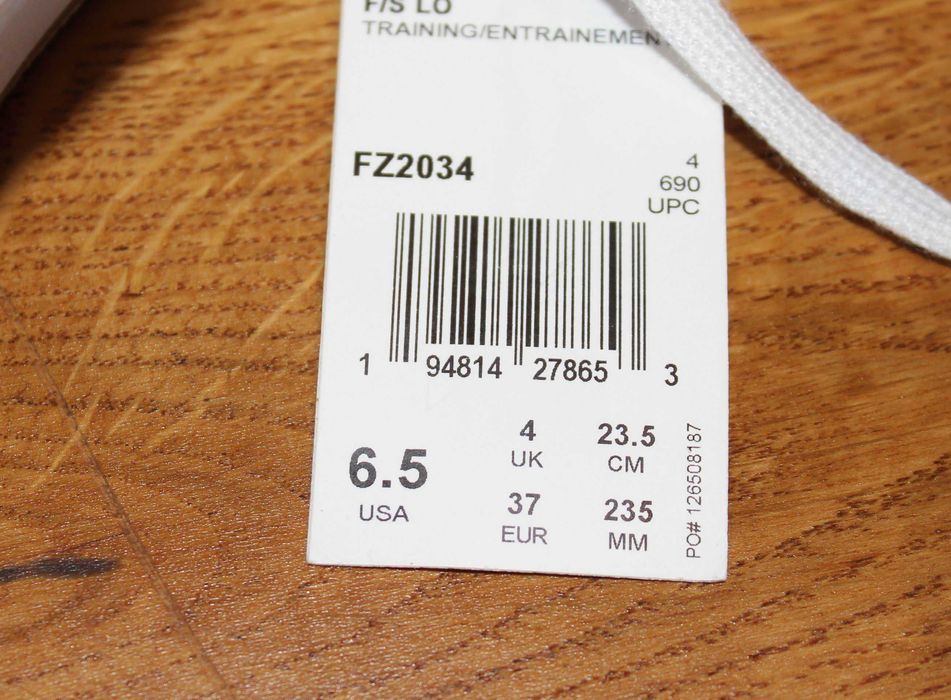 F/S LO
TRAINING/ENTRAINEMEN
FZ2034
4
690
UPC
1 94814 27865 3
6.5
USA
4
UK
37
EUR
23.5
CM
235
MM
PO# 126508187